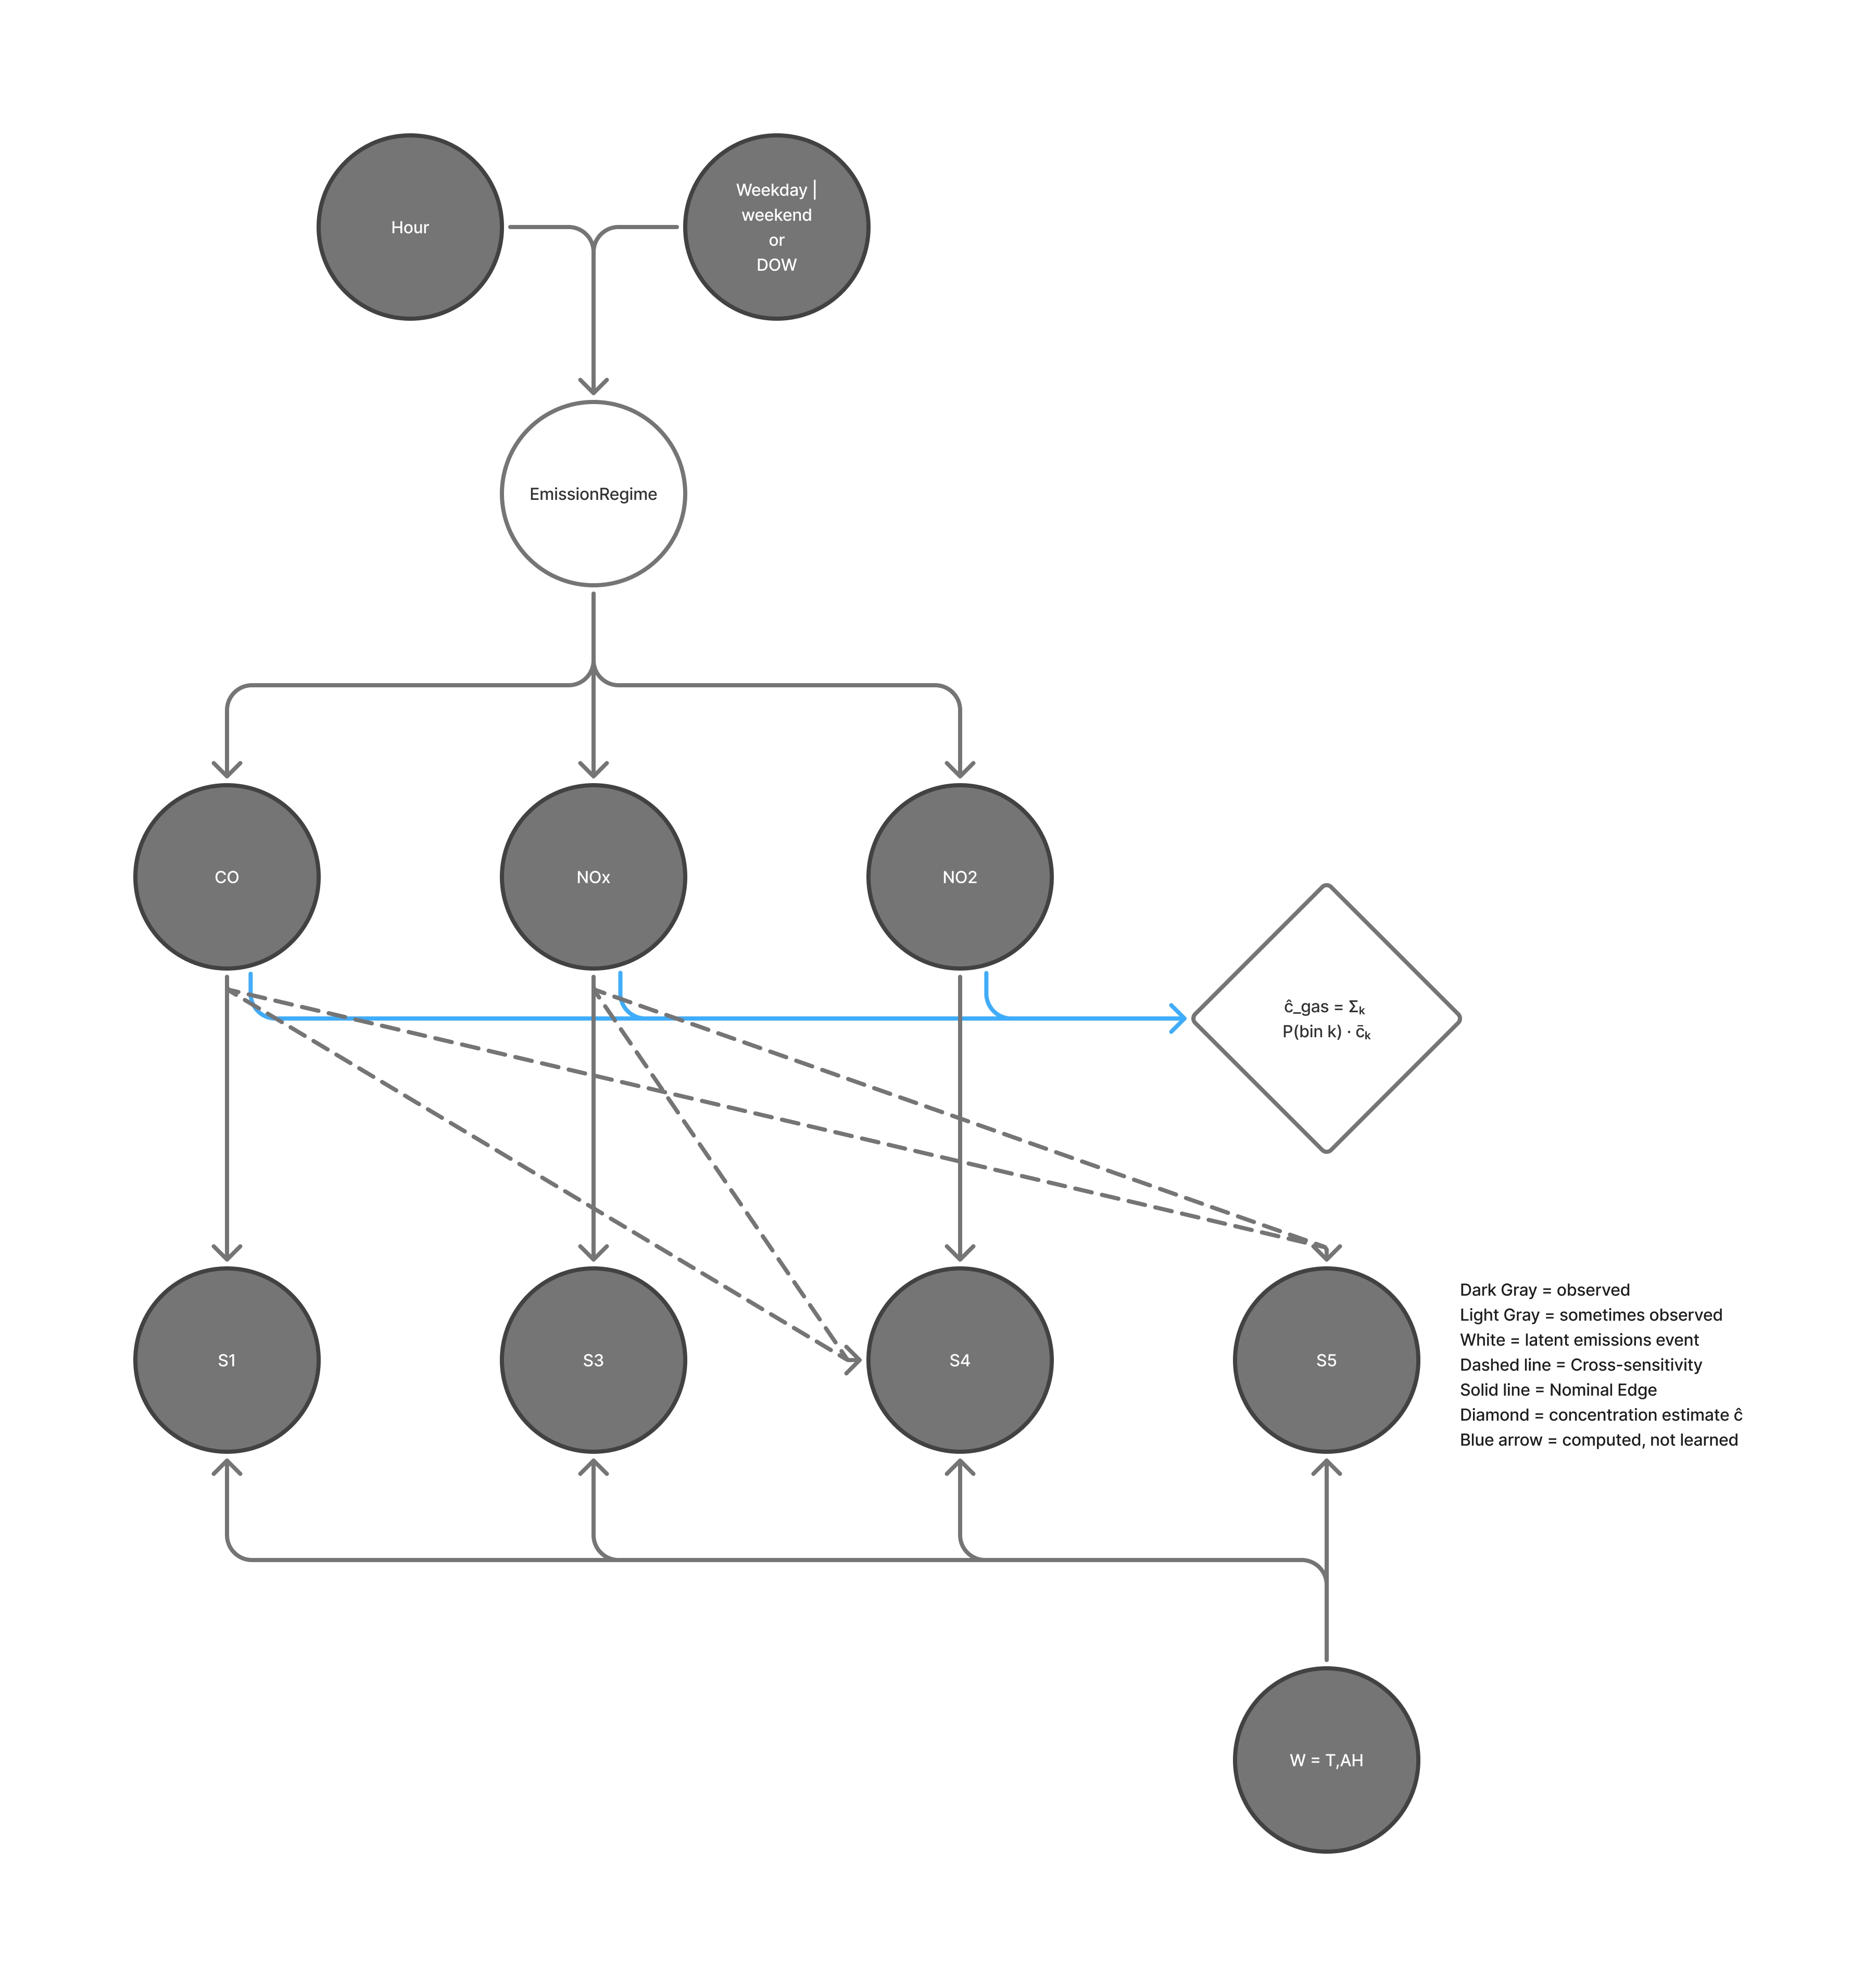 Hour
Weekday |
weekend
or
DOW
EmissionRegime
CO
NOx
NO2
ĉ_gas = Σₖ
P(bin k) · c̄ₖ
S1
S3
S4
S5
Dark Gray = observed
Light Gray = sometimes observed
White = latent emissions event
Dashed line = Cross-sensitivity
Solid line = Nominal Edge
Diamond = concentration estimate ĉ
Blue arrow = computed, not learned
W = T,AH